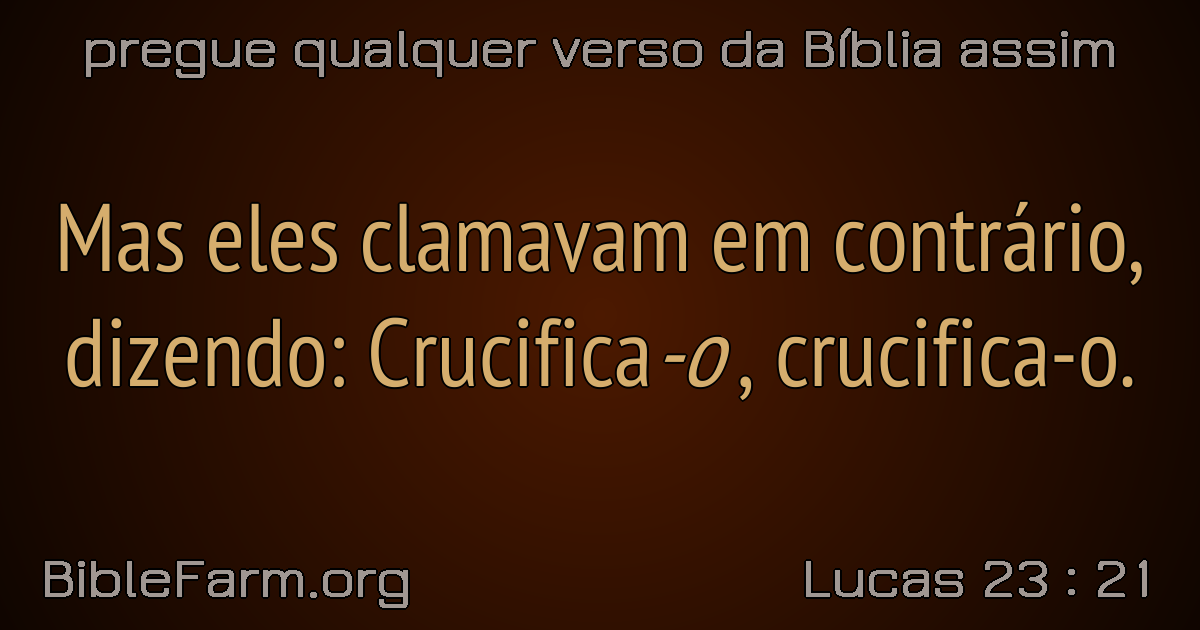 pregue qualquer verso da Bíblia assim
Mas eles clamavam em contrário,
dizendo: Crucifica-o, crucifica-o.
BibleFarm.org
Lucas 23 : 21